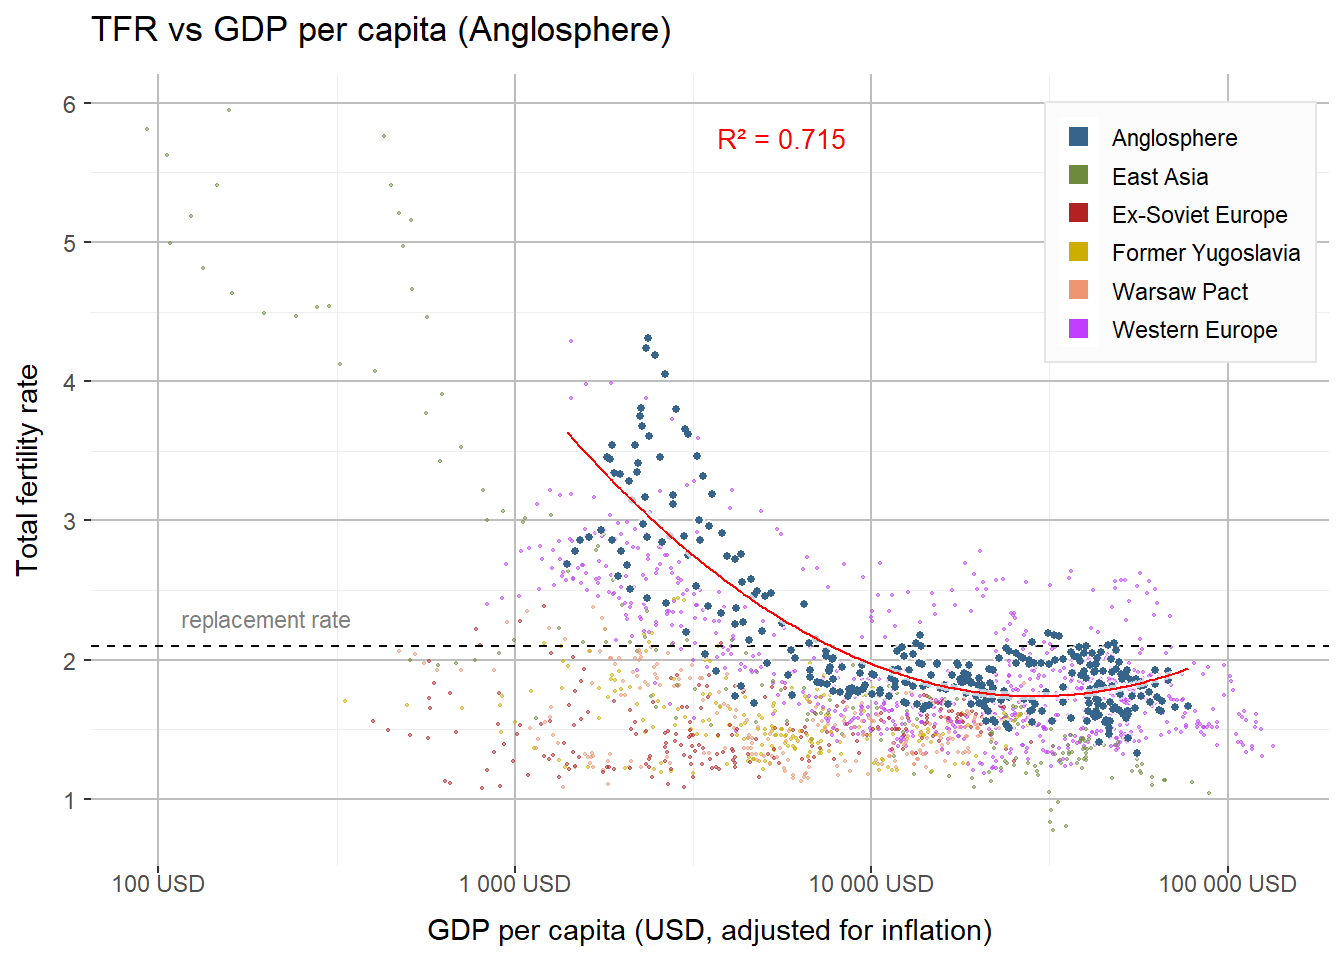 TFR vs GDP per capita (Anglosphere)
R² = 0.715
Anglosphere
East Asia
Ex-Soviet Europe
Former Yugoslavia
Warsaw Pact
Western Europe
6
5
4
3
2
1
Total fertility rate
replacement rate
100 USD
1 000 USD
10 000 USD
100 000 USD
GDP per capita (USD, adjusted for inflation)